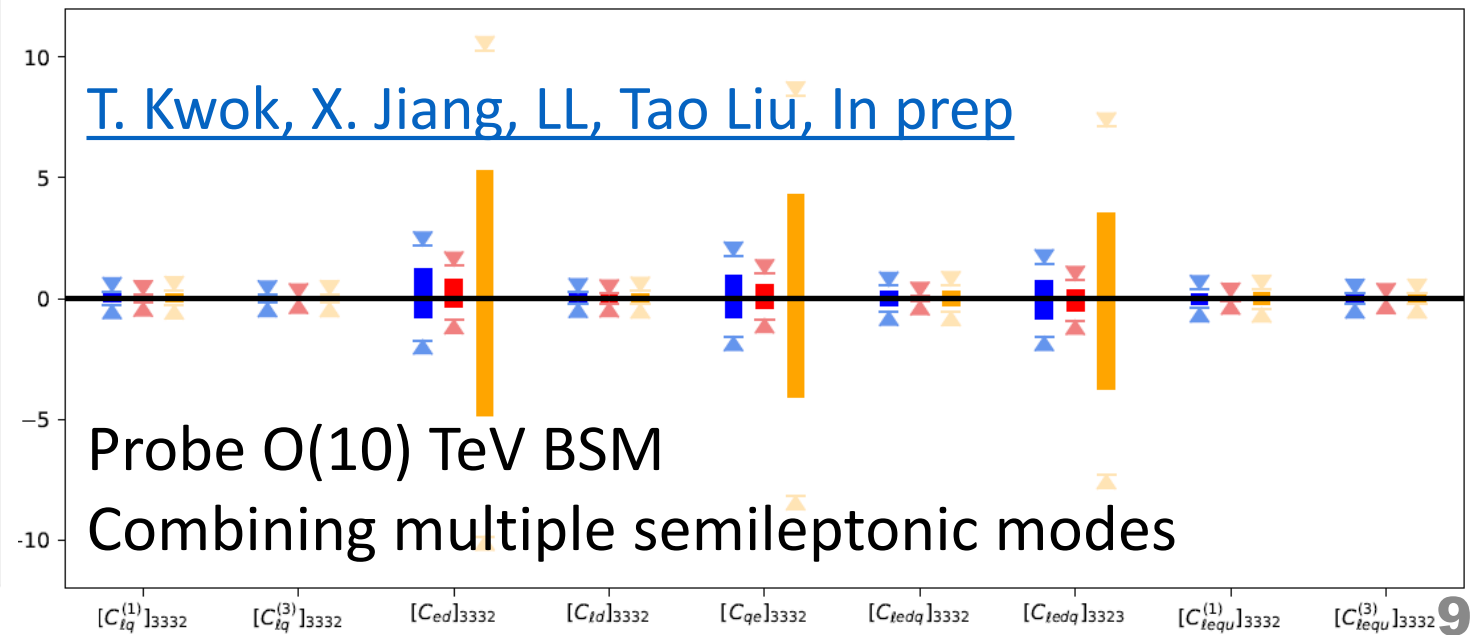 10
T. Kwok, X. Jiang, LL, Tao Liu, In prep
5
0
−5
Probe O(10) TeV BSM
Combining multiple semileptonic modes
-10
[C_{ℓq}^{(1)}]_{3332} [C_{ℓq}^{(3)}]_{3332} [C_{ed}]_{3332} [C_{ℓd}]_{3332} [C_{qe}]_{3332} [C_{ℓedq}]_{3332} [C_{ℓedq}]_{3323} [C_{ℓequ}^{(1)}]_{3332} [C_{ℓequ}^{(3)}]_{3332} 9